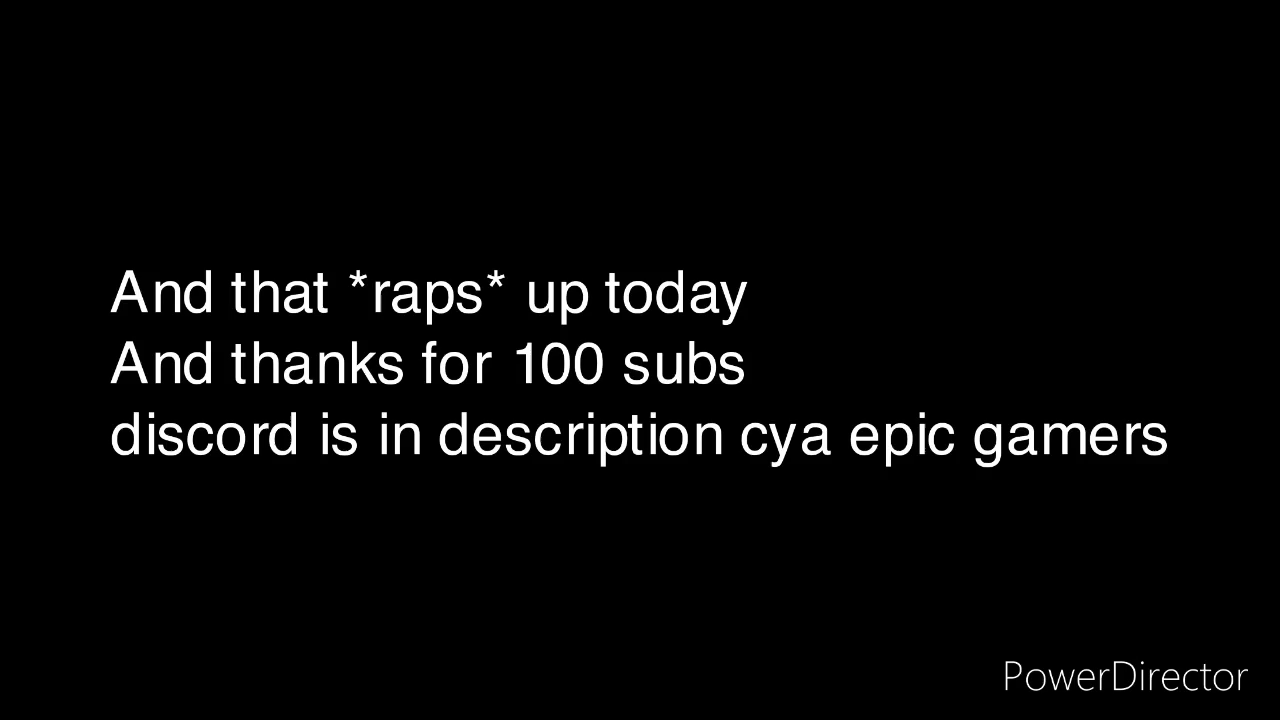 And that *raps* up today
And thanks for 100 subs
discord is in description cya epic gamers
PowerDirector